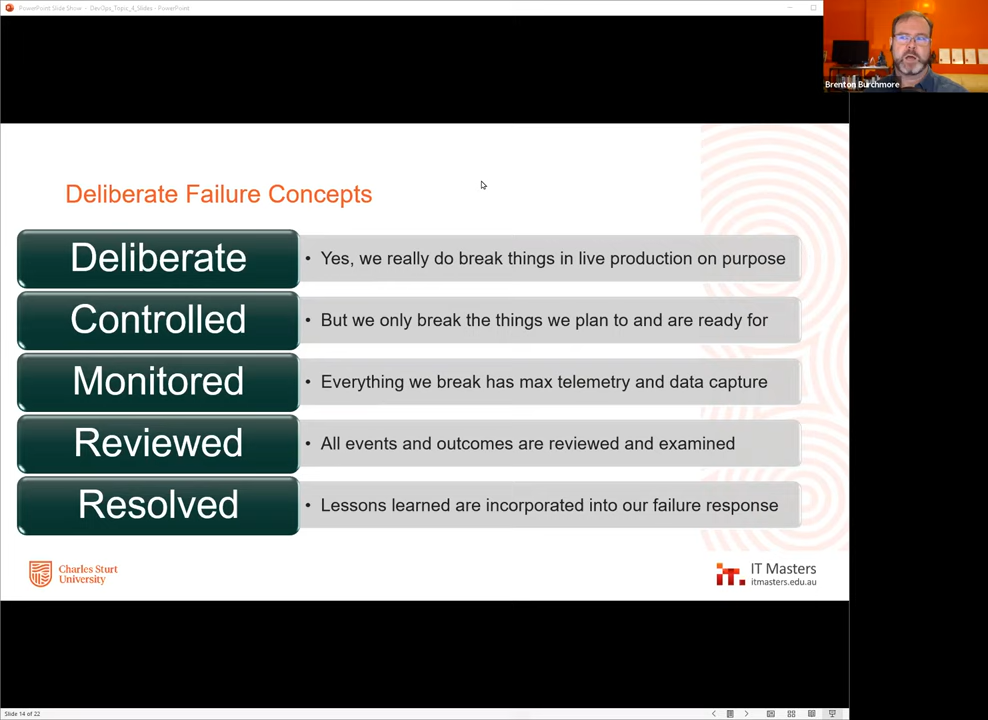 PowerPoint Slide Show - DevOps_Topic_4_Slides - PowerPoint
Brenton Burchmore
Deliberate Failure Concepts
Deliberate
• Yes, we really do break things in live production on purpose
Controlled
• But we only break the things we plan to and are ready for
Monitored
• Everything we break has max telemetry and data capture
Reviewed
• All events and outcomes are reviewed and examined
Resolved
• Lessons learned are incorporated into our failure response
Charles Sturt
University
IT Masters
itmasters.edu.au
Slide 14 of 22